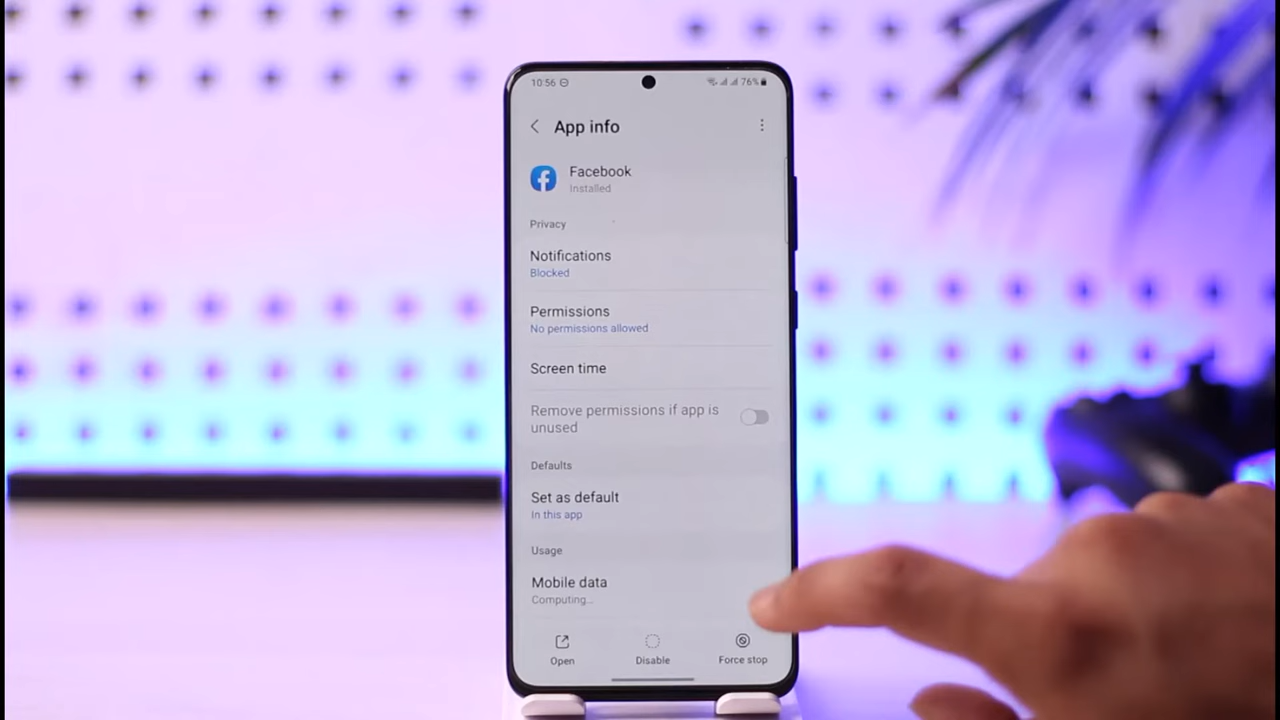 10:56
76%
App info
Facebook
Installed
Privacy
Notifications
Blocked
Permissions
No permissions allowed
Screen time
Remove permissions if app is
unused
Defaults
Set as default
In this app
Usage
Mobile data
Computing...
Open
Disable
Force stop